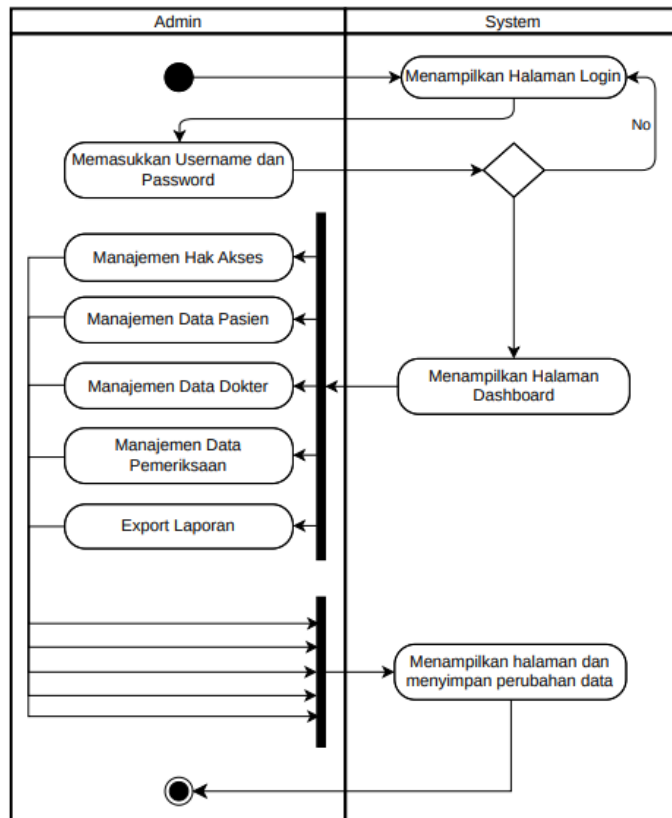 Admin
System
Menampilkan Halaman Login
No
Memasukkan Username dan
Password
Manajemen Hak Akses
Manajemen Data Pasien
Manajemen Data Dokter
Menampilkan Halaman
Dashboard
Manajemen Data
Pemeriksaan
Export Laporan
Menampilkan halaman dan
menyimpan perubahan data